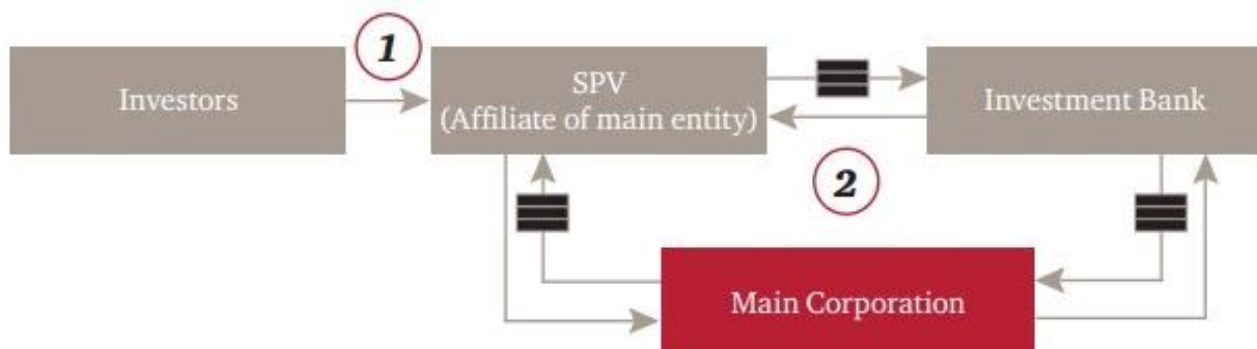 1
Investors
SPV
(Affiliate of main entity)
Investment Bank
2
Main Corporation